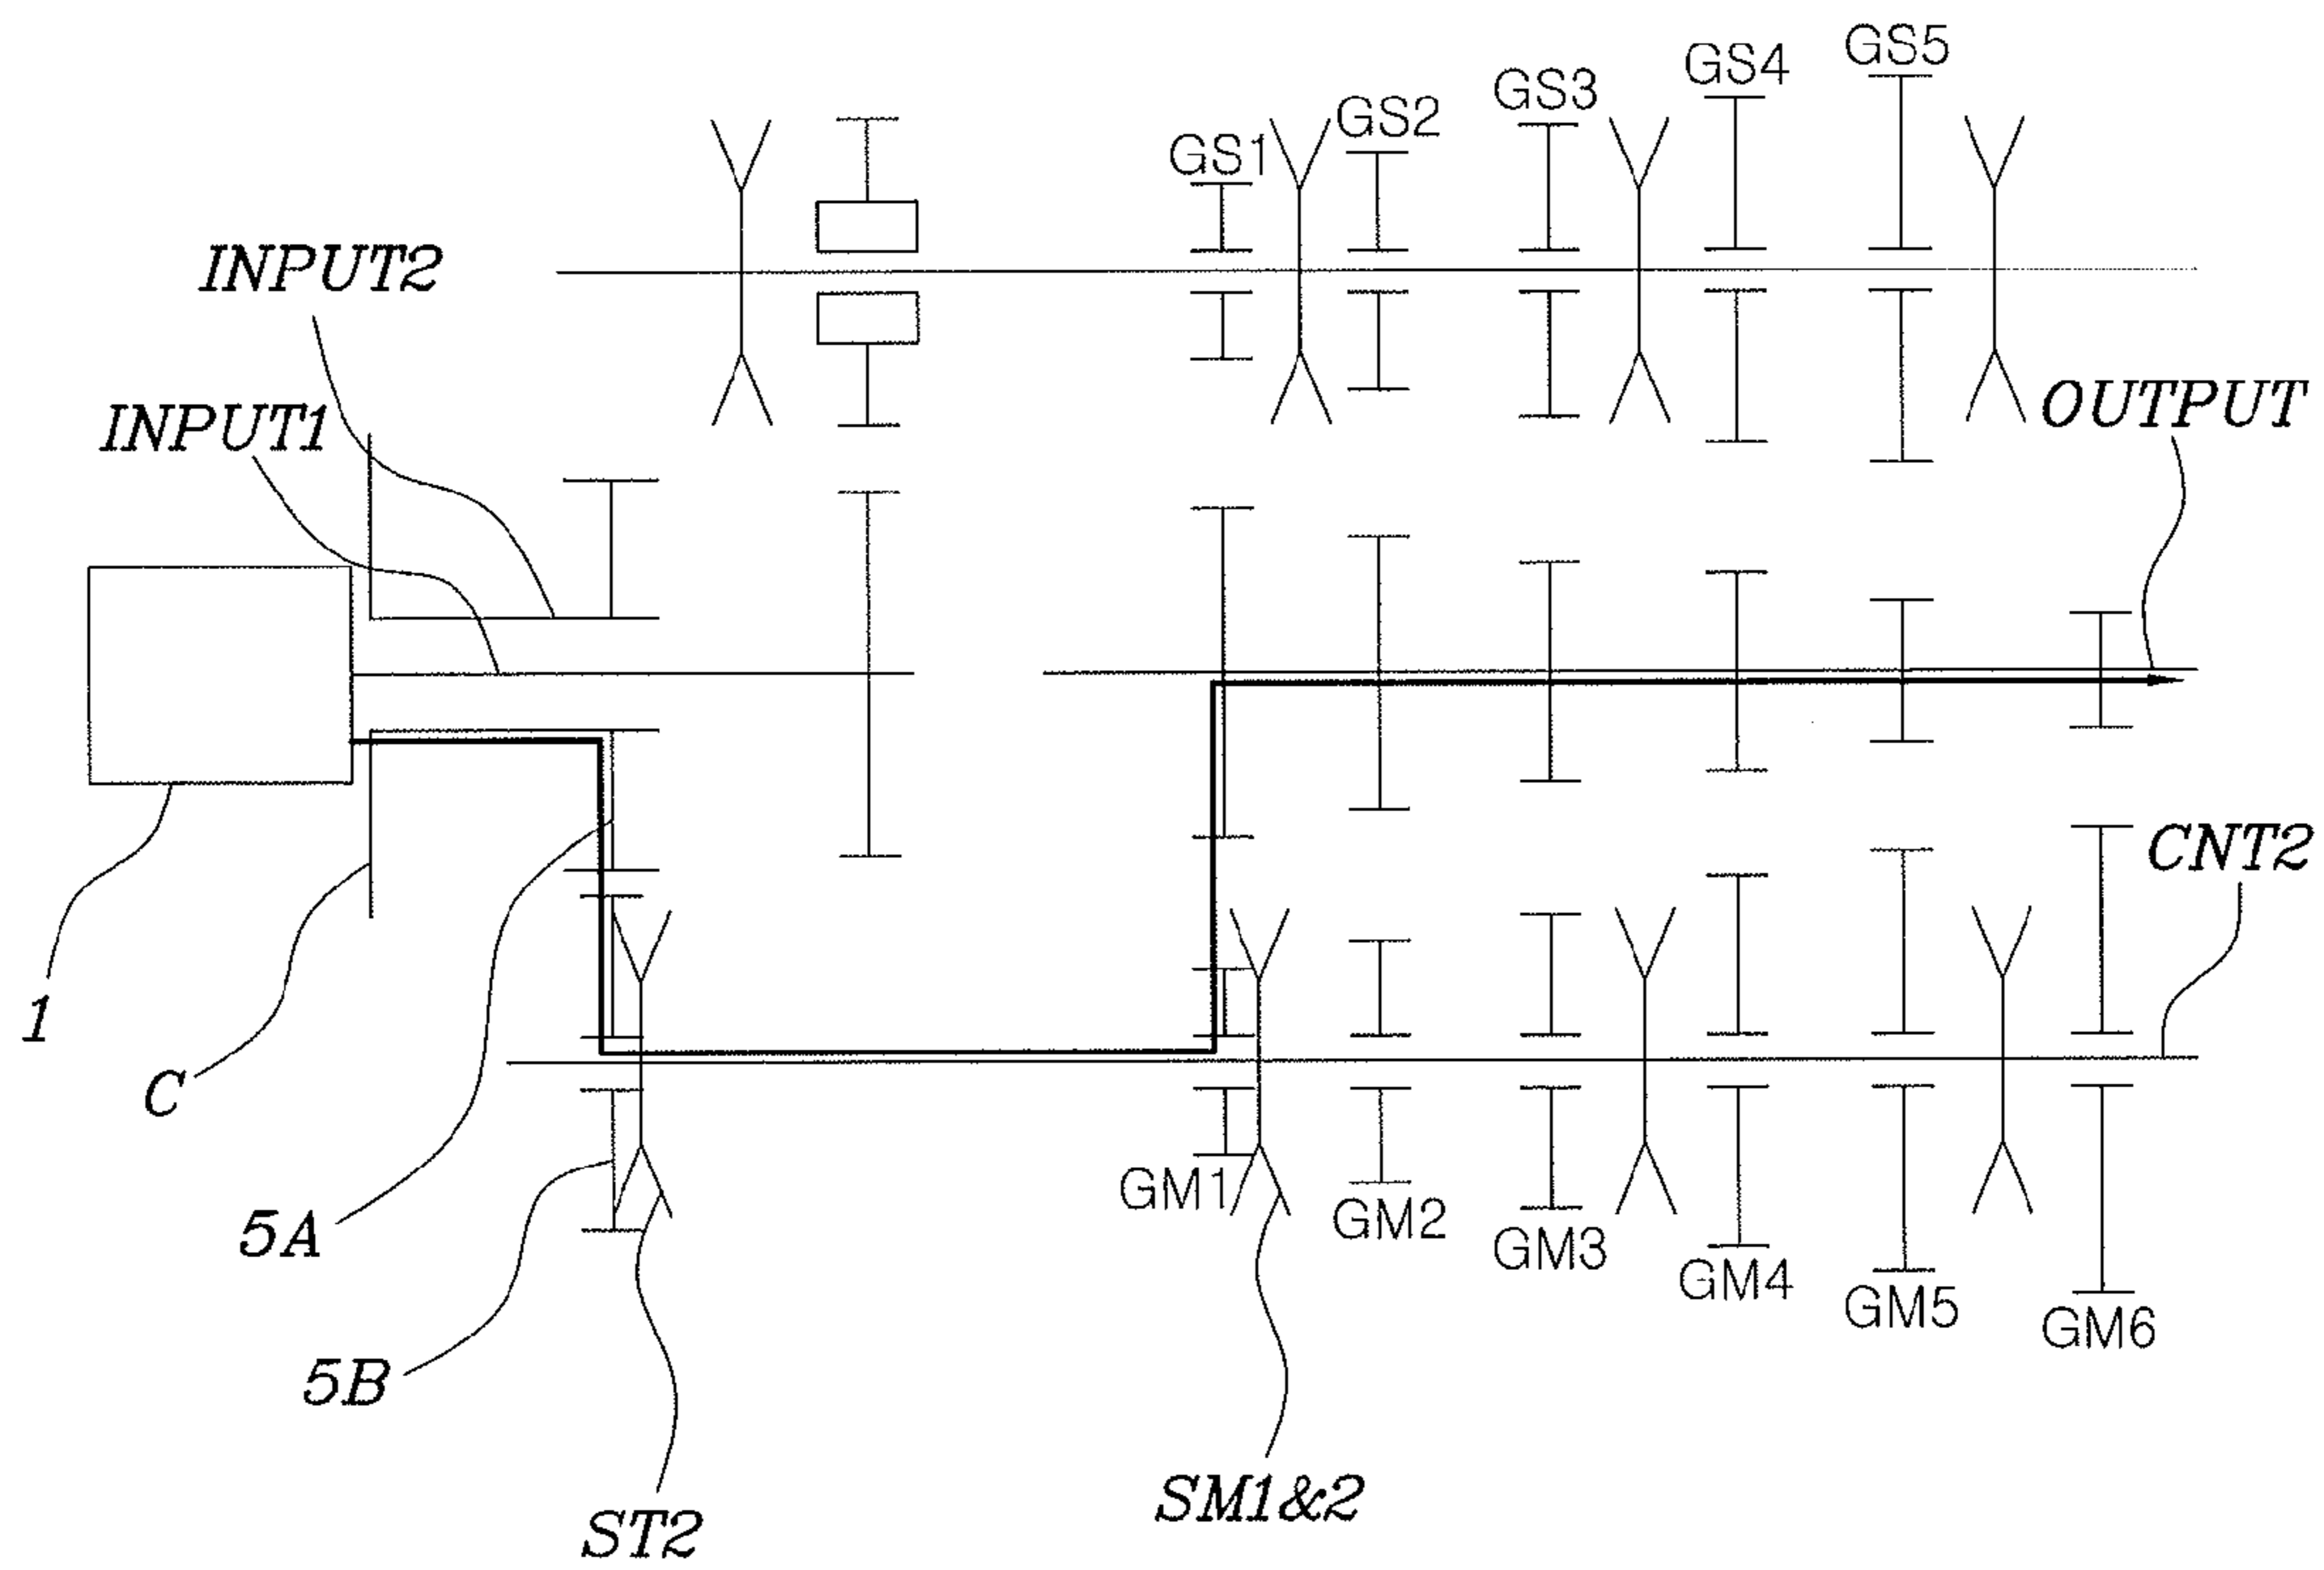 GS5
GS4
GS3
GS2
GS1
INPUT2
INPUT1
OUTPUT
CNT2
1
C
5A
5B
GM1
GM2
GM3
GM4
GM5
GM6
ST2
SM1&2